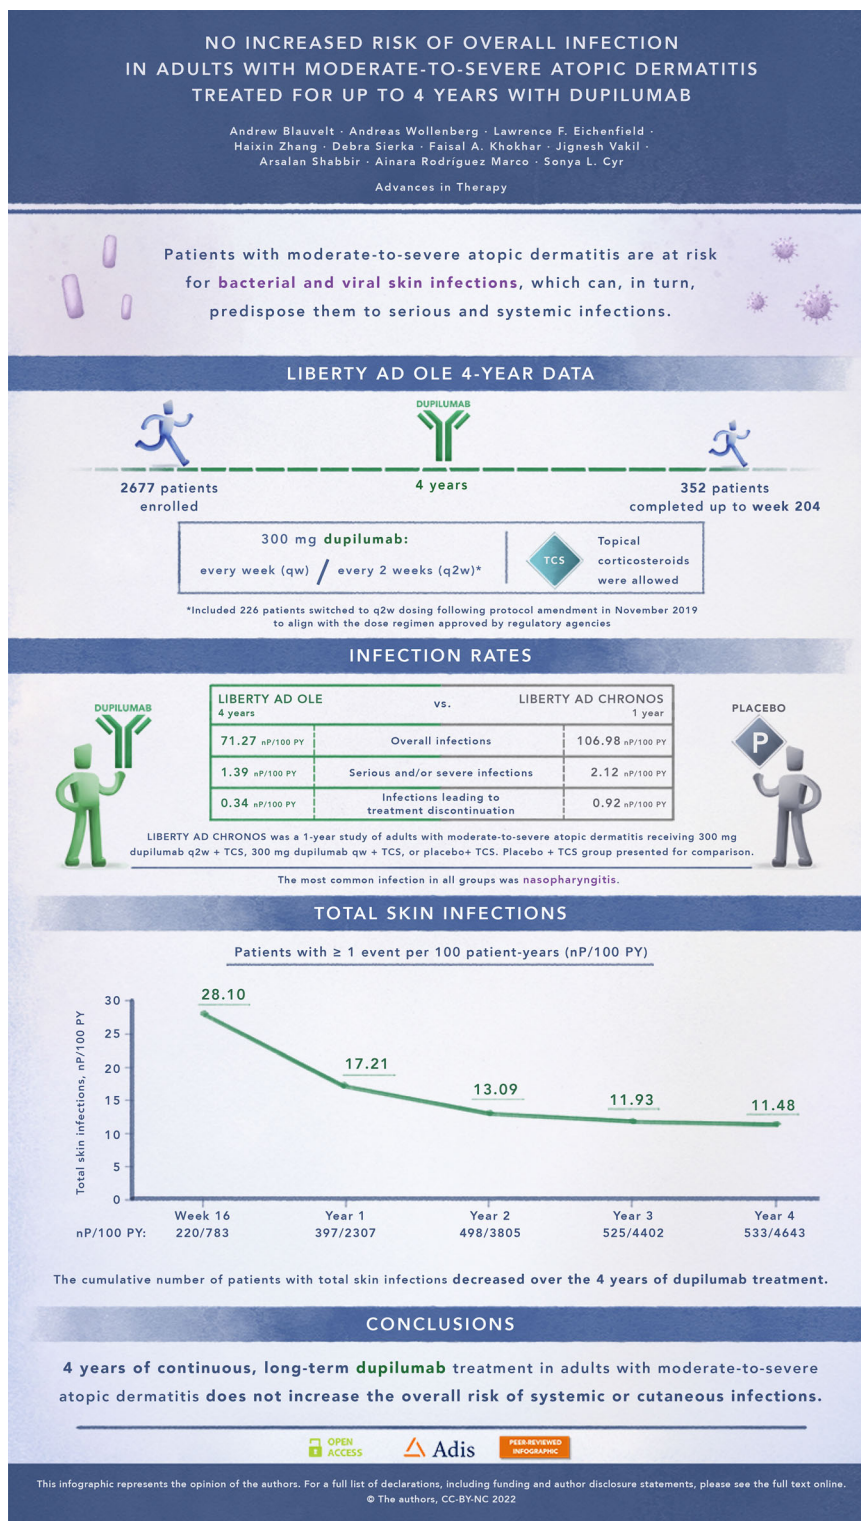 NO INCREASED RISK OF OVERALL INFECTION
IN ADULTS WITH MODERATE-TO-SEVERE ATOPIC DERMATITIS
TREATED FOR UP TO 4 YEARS WITH DUPILUMAB
Andrew Blauvelt · Andreas Wollenberg · Lawrence F. Eichenfield ·
Haixin Zhang · Debra Sierka · Faisal A. Khokhar · Jignesh Vakil ·
Arsalan Shabbir · Ainara Rodríguez Marco · Sonya L. Cyr
Advances in Therapy
Patients with moderate-to-severe atopic dermatitis are at risk
for bacterial and viral skin infections, which can, in turn,
predispose them to serious and systemic infections.
LIBERTY AD OLE 4-YEAR DATA
DUPILUMAB
2677 patients
enrolled
4 years
352 patients
completed up to week 204
300 mg dupilumab:
every week (qw) / every 2 weeks (q2w)*
TCS
Topical
corticosteroids
were allowed
*Included 226 patients switched to q2w dosing following protocol amendment in November 2019
to align with the dose regimen approved by regulatory agencies
INFECTION RATES
DUPILUMAB
LIBERTY AD OLE
4 years
vs.
LIBERTY AD CHRONOS
1 year
PLACEBO
P
71.27 nP/100 PY Overall infections 106.98 nP/100 PY
1.39 nP/100 PY Serious and/or severe infections 2.12 nP/100 PY
0.34 nP/100 PY Infections leading to treatment discontinuation 0.92 nP/100 PY
LIBERTY AD CHRONOS was a 1-year study of adults with moderate-to-severe atopic dermatitis receiving 300 mg
dupilumab q2w + TCS, 300 mg dupilumab qw + TCS, or placebo+ TCS. Placebo + TCS group presented for comparison.
The most common infection in all groups was nasopharyngitis.
TOTAL SKIN INFECTIONS
Patients with ≥ 1 event per 100 patient-years (nP/100 PY)
Total skin infections, nP/100 PY
30
25
20
15
10
5
0
28.10
17.21
13.09
11.93
11.48
Week 16 Year 1 Year 2 Year 3 Year 4
nP/100 PY: 220/783 397/2307 498/3805 525/4402 533/4643
The cumulative number of patients with total skin infections decreased over the 4 years of dupilumab treatment.
CONCLUSIONS
4 years of continuous, long-term dupilumab treatment in adults with moderate-to-severe
atopic dermatitis does not increase the overall risk of systemic or cutaneous infections.
OPEN
ACCESS
Adis
PEER-REVIEWED
INFOGRAPHIC
This infographic represents the opinion of the authors. For a full list of declarations, including funding and author disclosure statements, please see the full text online.
© The authors, CC-BY-NC 2022